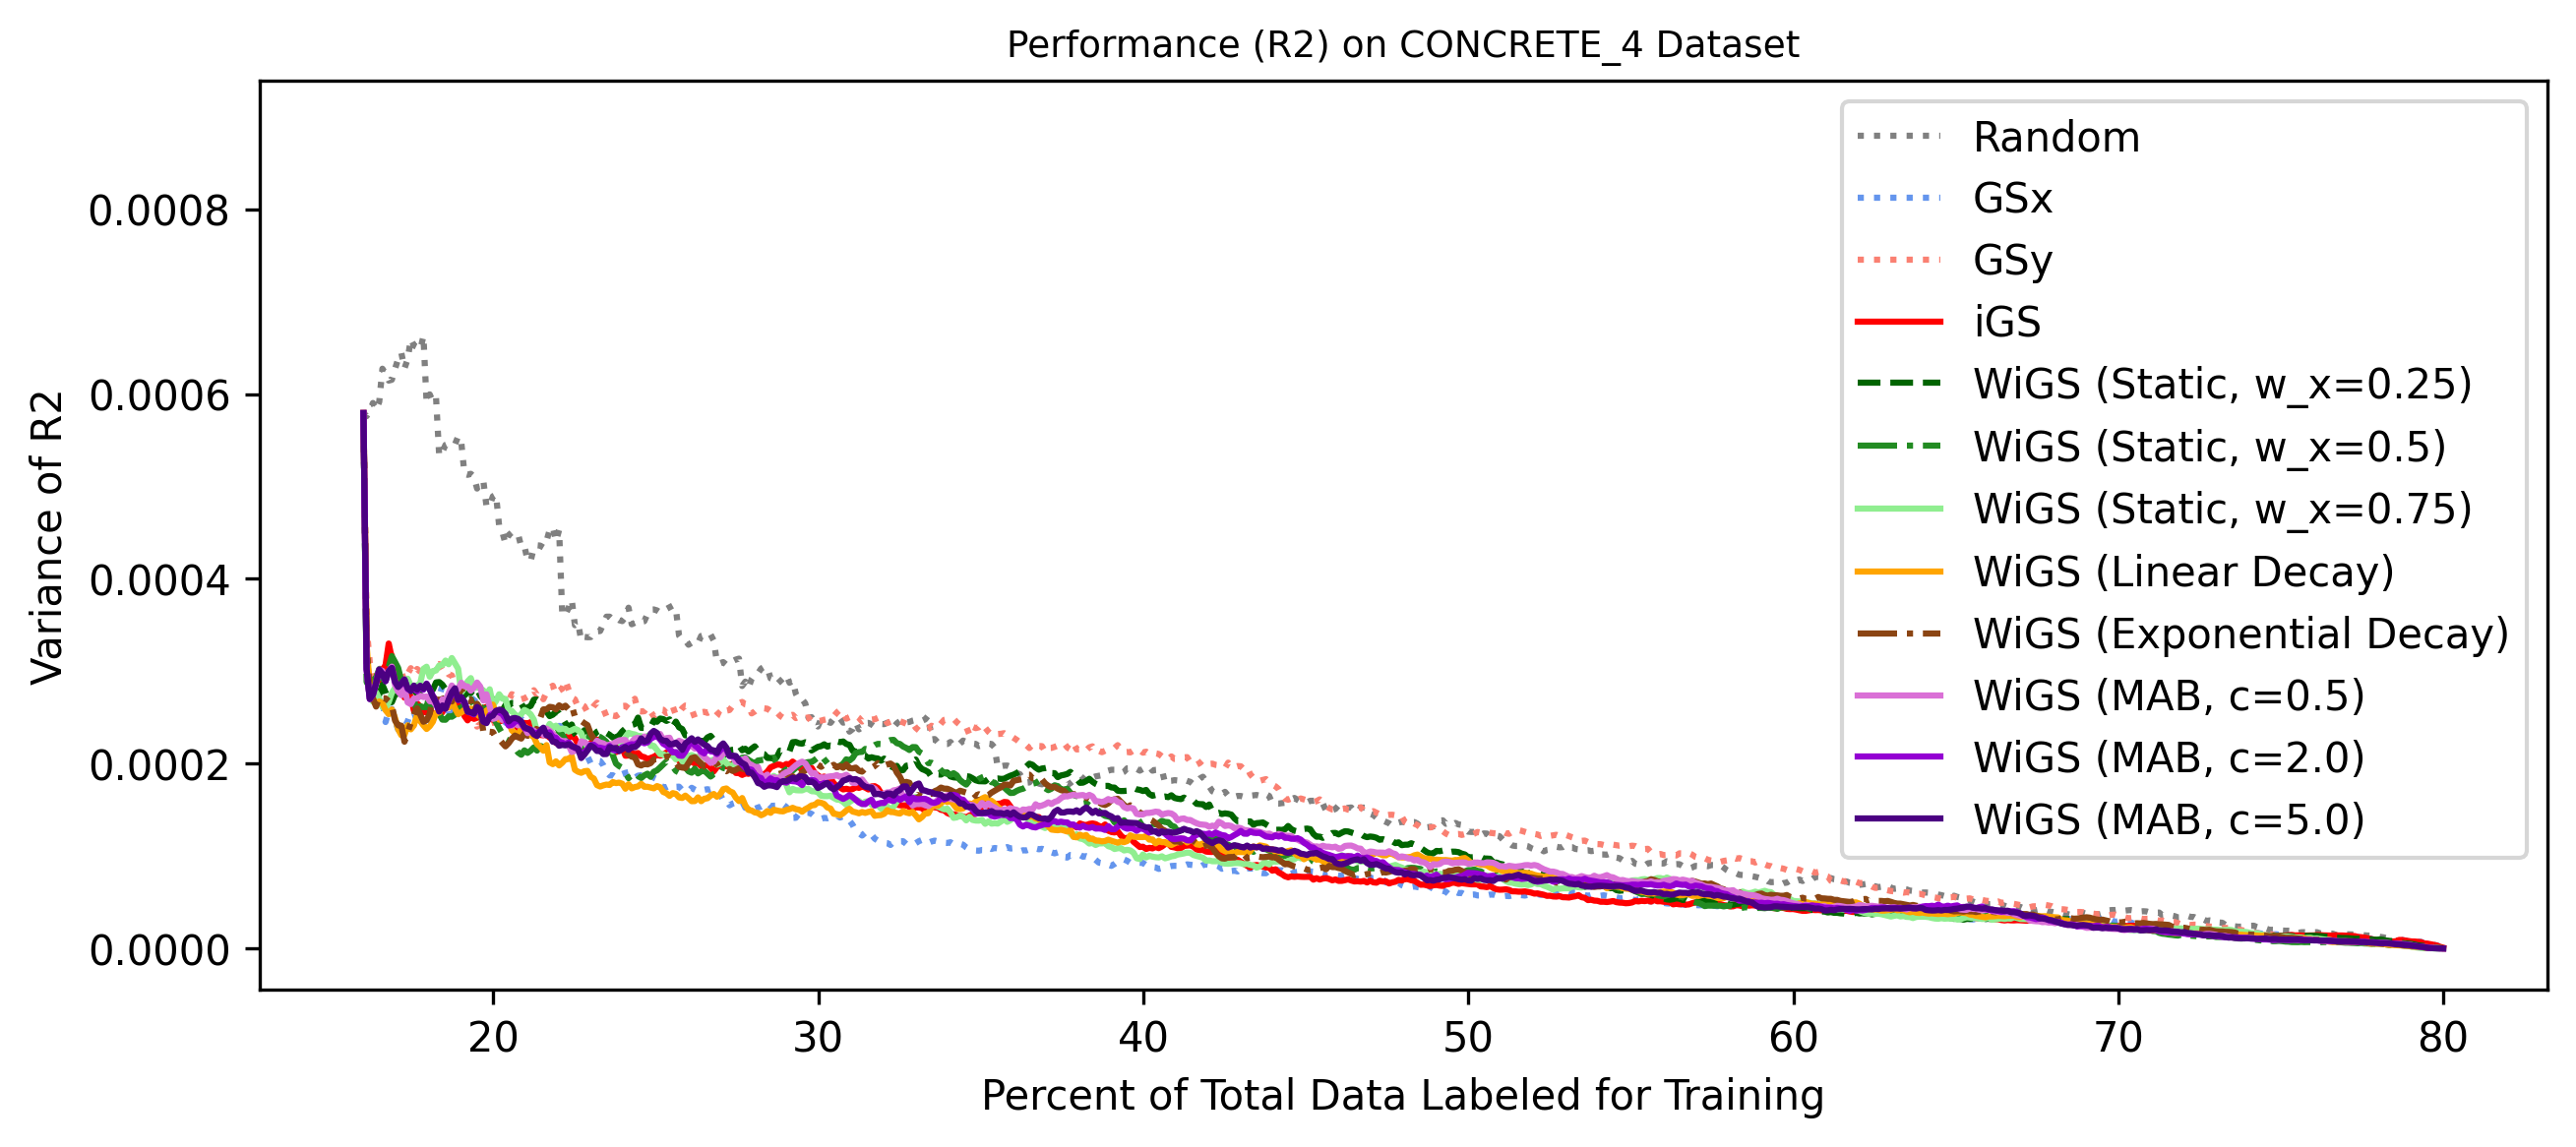 Performance (R2) on CONCRETE_4 Dataset
Variance of R2
0.0008
0.0006
0.0004
0.0002
0.0000
Random
GSx
GSy
iGS
WiGS (Static, w_x=0.25)
WiGS (Static, w_x=0.5)
WiGS (Static, w_x=0.75)
WiGS (Linear Decay)
WiGS (Exponential Decay)
WiGS (MAB, c=0.5)
WiGS (MAB, c=2.0)
WiGS (MAB, c=5.0)
20 30 40 50 60 70 80
Percent of Total Data Labeled for Training